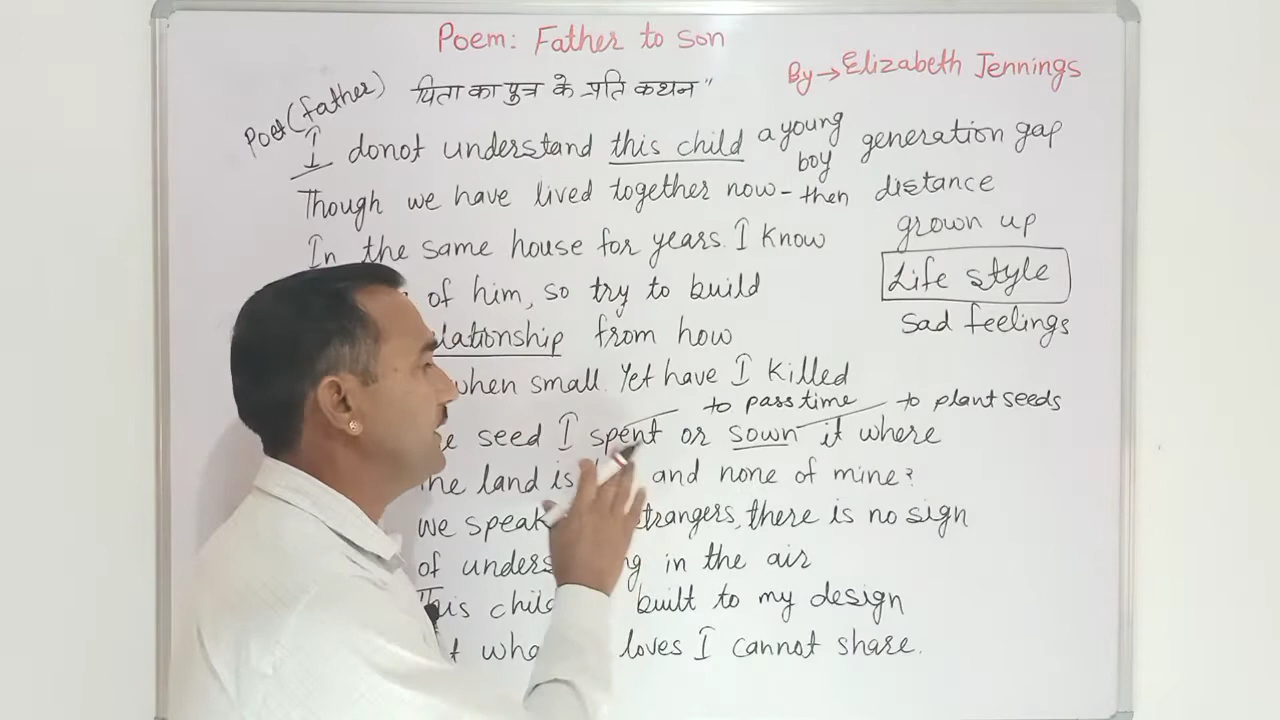 Poem: Father to son
By→Elizabeth Jennings
पिता का पुत्र के प्रति कथन"
Poet (father)
I donot understand this child a young boy generation gap
Though we have lived together now - then distance
In the same house for years. I know grown up
of him, so try to build Life style
lationship from how sad feelings
when small. Yet have I killed
to pass time to plant seeds
seed I spent or sown it where
land is and none of mine?
we speak trangers, there is no sign
of unders g in the air
This chil built to my design
loves I cannot share.